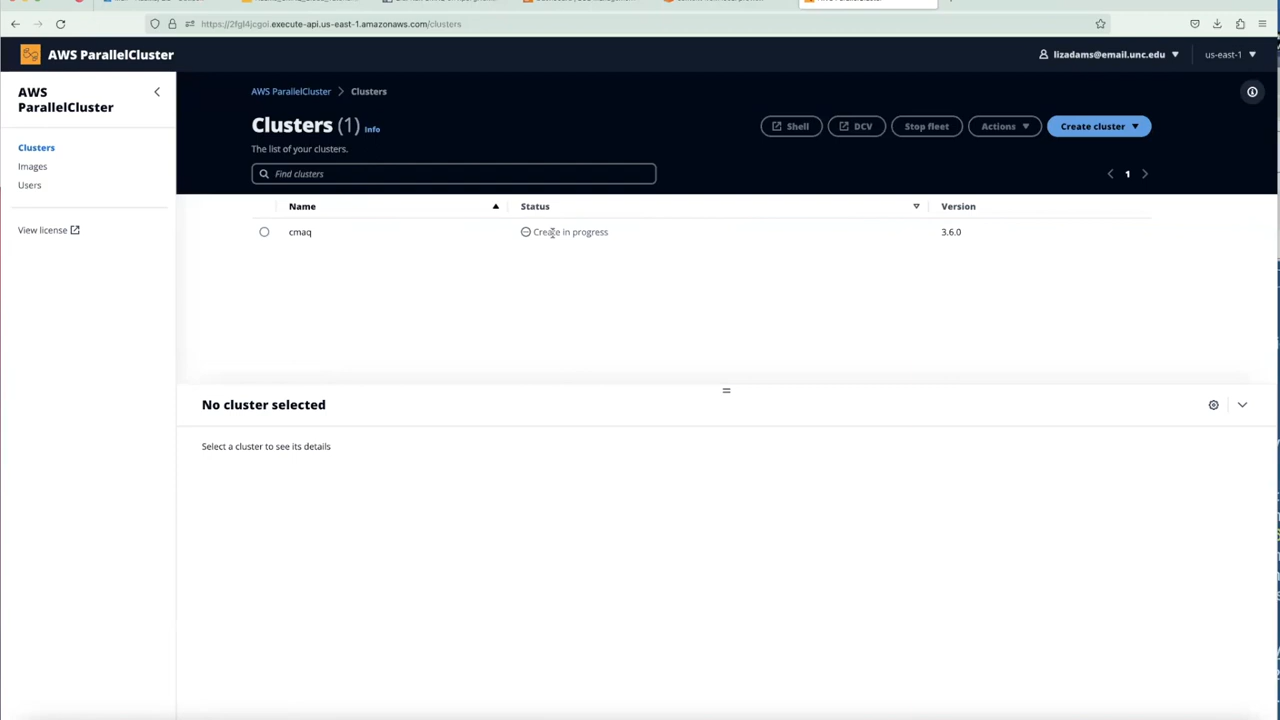 https://2fgl4jcgoi.execute-api.us-east-1.amazonaws.com/clusters
AWS ParallelCluster
lizadams@email.unc.edu
us-east-1
AWS
ParallelCluster
Clusters
Images
Users
View license
AWS ParallelCluster > Clusters
Clusters (1) Info
The list of your clusters.
Shell
DCV
Stop fleet
Actions
Create cluster
Find clusters
1
Name Status Version
cmaq Create in progress 3.6.0
No cluster selected
Select a cluster to see its details